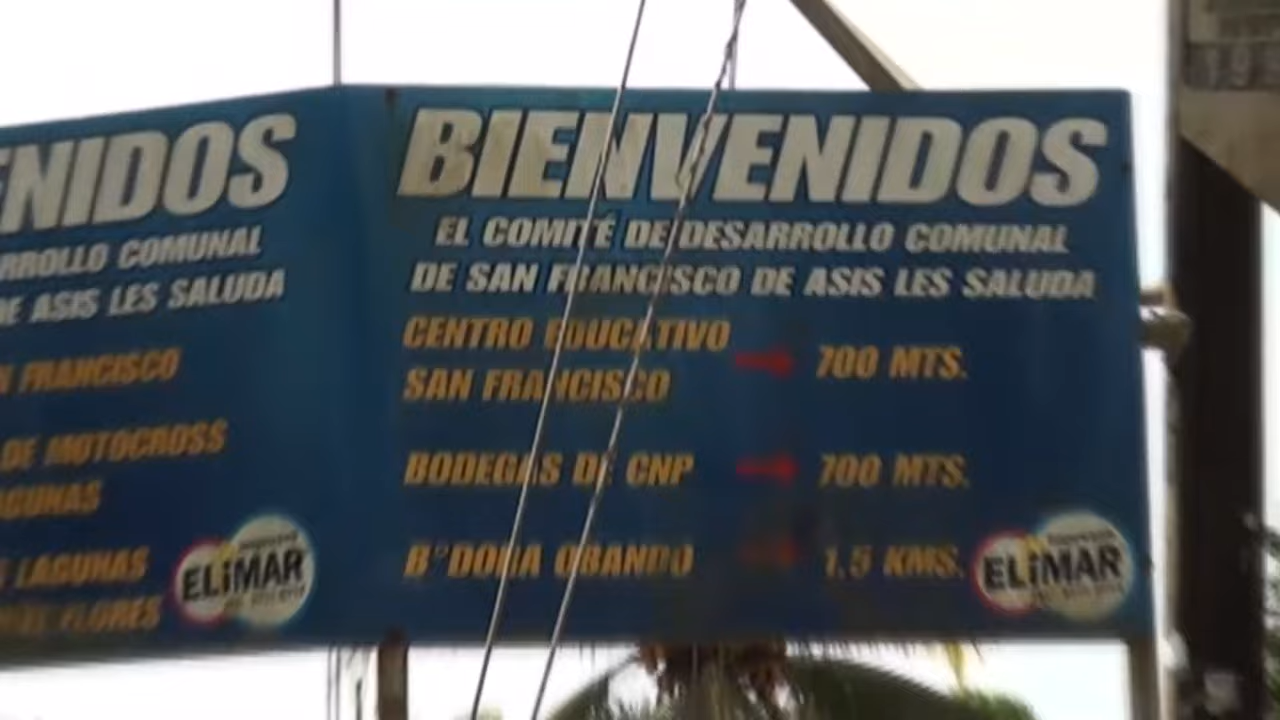 ENIDOS
RROLLO COMUNAL
DE ASIS LES SALUDA
FRANCISCO
DE MOTOCROSS
LAGUNAS
FLORES
ELiMAR
BIENVENIDOS
EL COMITÉ DE DESARROLLO COMUNAL
DE SAN FRANCISCO DE ASIS LES SALUDA
CENTRO EDUCATIVO
SAN FRANCISCO
700 MTS.
BODEGAS DE CNP 700 MTS.
B°DOÑA OBANDO 1.5 KMS.
ELiMAR